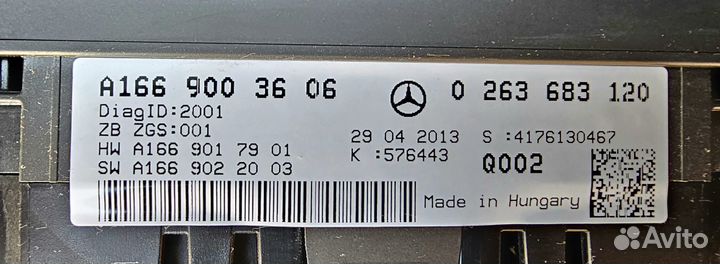 A166 900 36 06 0 263 683 120
DiagID:2001
ZB ZGS:001
HW A166 901 79 01 29 04 2013 S :4176130467
SW A166 902 20 03 K :576443 Q002
Made in Hungary
Avito